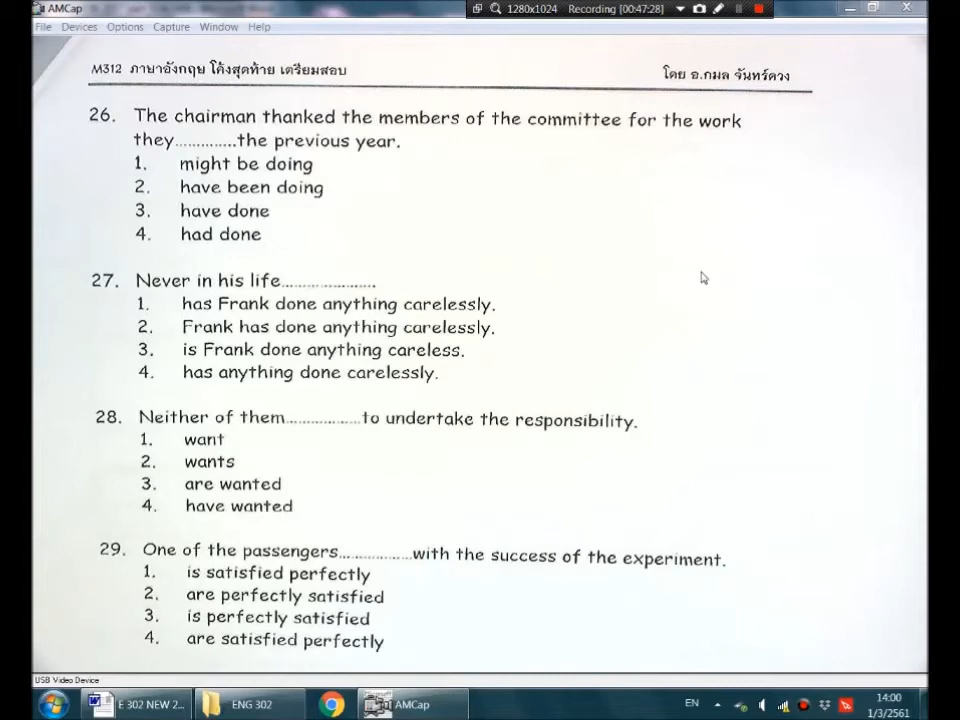 AMCap
1280x1024 Recording [00:47:28]
File Devices Options Capture Window Help
M312 ภาษาอังกฤษ โค้งสุดท้าย เตรียมสอบ โดย อ.กมล จันทร์ดวง
26. The chairman thanked the members of the committee for the work
they.............the previous year.
1. might be doing
2. have been doing
3. have done
4. had done
27. Never in his life....................
1. has Frank done anything carelessly.
2. Frank has done anything carelessly.
3. is Frank done anything careless.
4. has anything done carelessly.
28. Neither of them................to undertake the responsibility.
1. want
2. wants
3. are wanted
4. have wanted
29. One of the passengers................with the success of the experiment.
1. is satisfied perfectly
2. are perfectly satisfied
3. is perfectly satisfied
4. are satisfied perfectly
USB Video Device
E 302 NEW 2... ENG 302 AMCap EN 14:00
1/3/2561